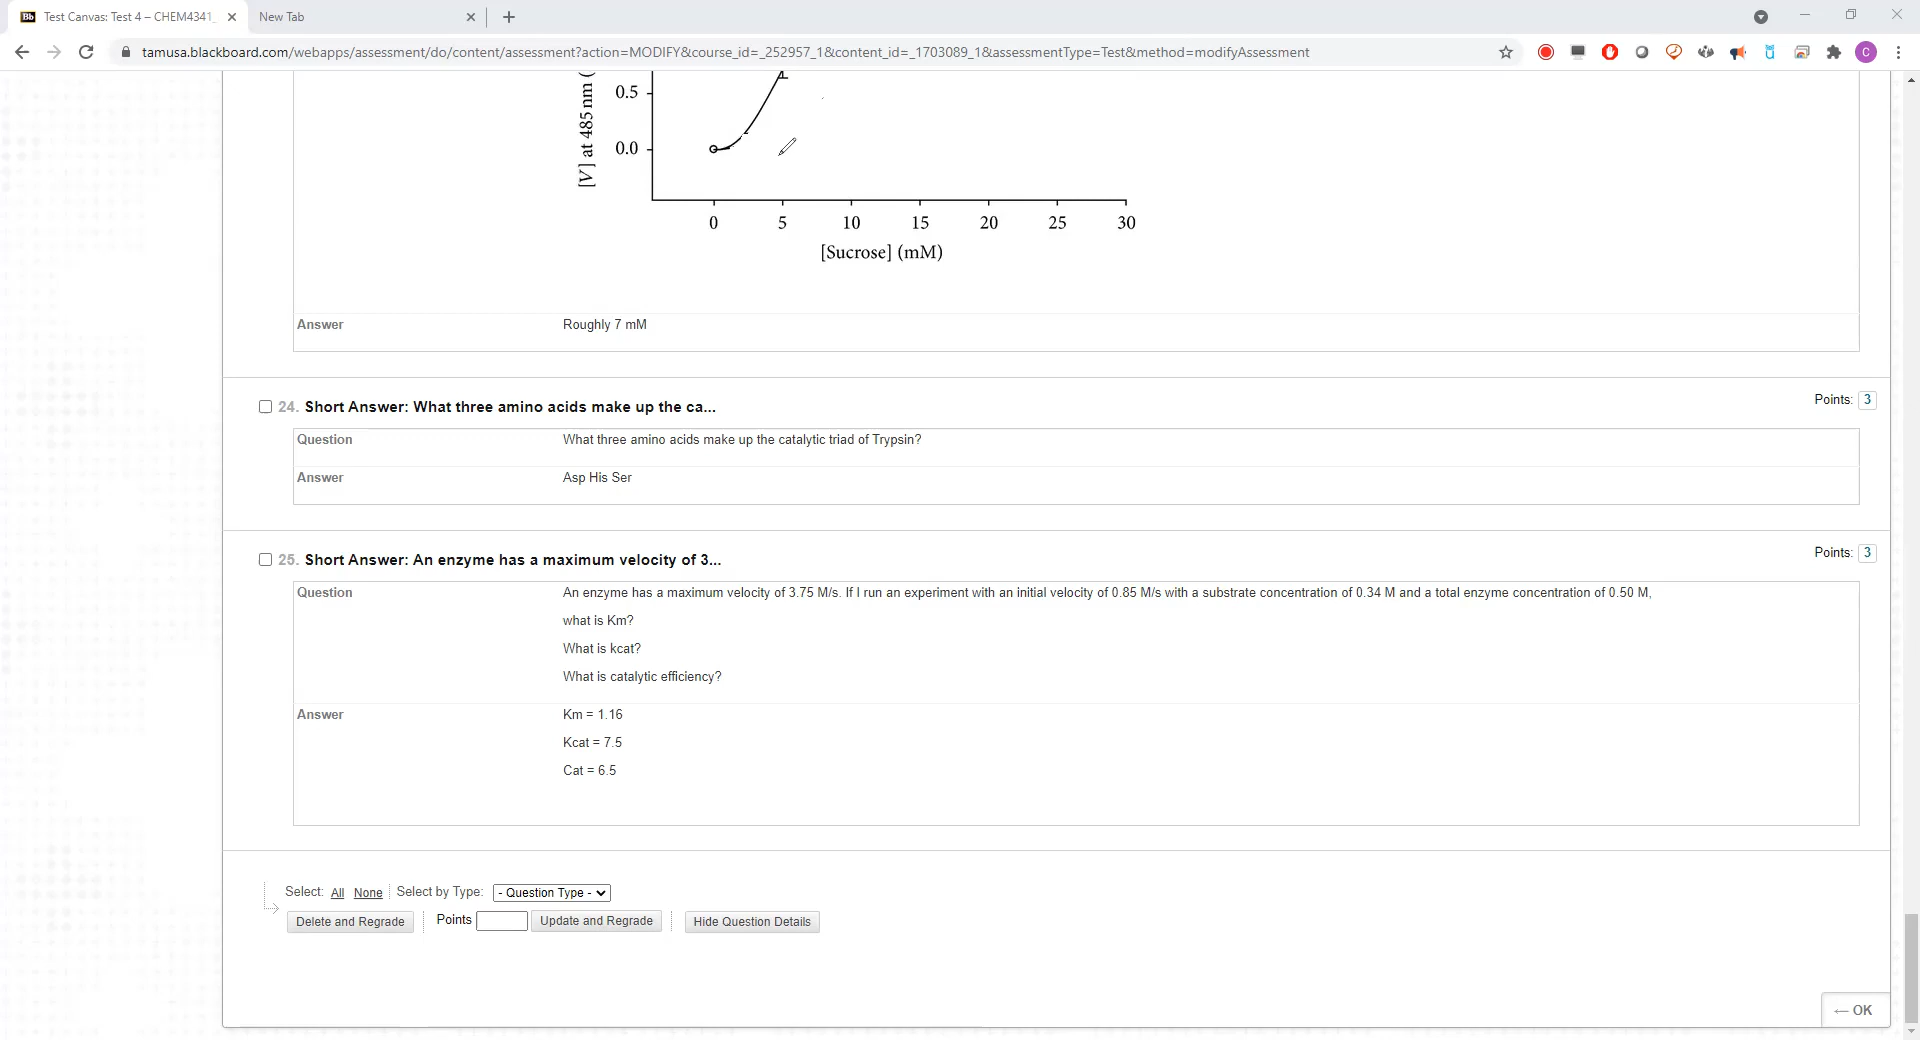 Bb Test Canvas: Test 4 – CHEM4341_
New Tab
tamusa.blackboard.com/webapps/assessment/do/content/assessment?action=MODIFY&course_id=_252957_1&content_id=_1703089_1&assessmentType=Test&method=modifyAssessment
C
[V] at 485 nm (
0.5
0.0
0 5 10 15 20 25 30
[Sucrose] (mM)
Answer Roughly 7 mM
24. Short Answer: What three amino acids make up the ca...
Points: 3
Question What three amino acids make up the catalytic triad of Trypsin?
Answer Asp His Ser
25. Short Answer: An enzyme has a maximum velocity of 3...
Points: 3
Question An enzyme has a maximum velocity of 3.75 M/s. If I run an experiment with an initial velocity of 0.85 M/s with a substrate concentration of 0.34 M and a total enzyme concentration of 0.50 M,
what is Km?
What is kcat?
What is catalytic efficiency?
Answer Km = 1.16
Kcat = 7.5
Cat = 6.5
Select: All None Select by Type: - Question Type -
Delete and Regrade Points Update and Regrade Hide Question Details
← OK